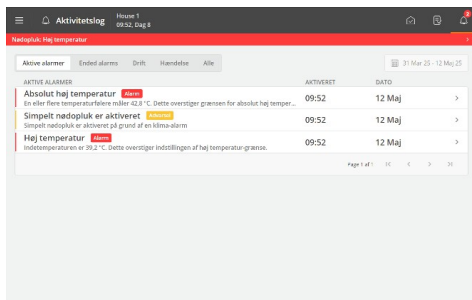 House 1
Aktivitetslog
09:52, Dag 8
2
Nødopluk: Høj temperatur
Aktive alarmer Ended alarms Drift Hændelse Alle
31 Mar 25 - 12 Maj 25
AKTIVE ALARMER AKTIVERET DATO
Absolut høj temperatur Alarm
En eller flere temperaturfølere måler 42,8 °C. Dette overstiger grænsen for absolut høj temper...
09:52 12 Maj
Simpelt nødopluk er aktiveret Advarsel
Simpelt nødopluk er aktiveret på grund af en klima-alarm
09:52 12 Maj
Høj temperatur Alarm
Indetemperaturen er 39,2 °C. Dette overstiger indstillingen af høj temperatur-grænse.
09:52 12 Maj
Page 1 af 1